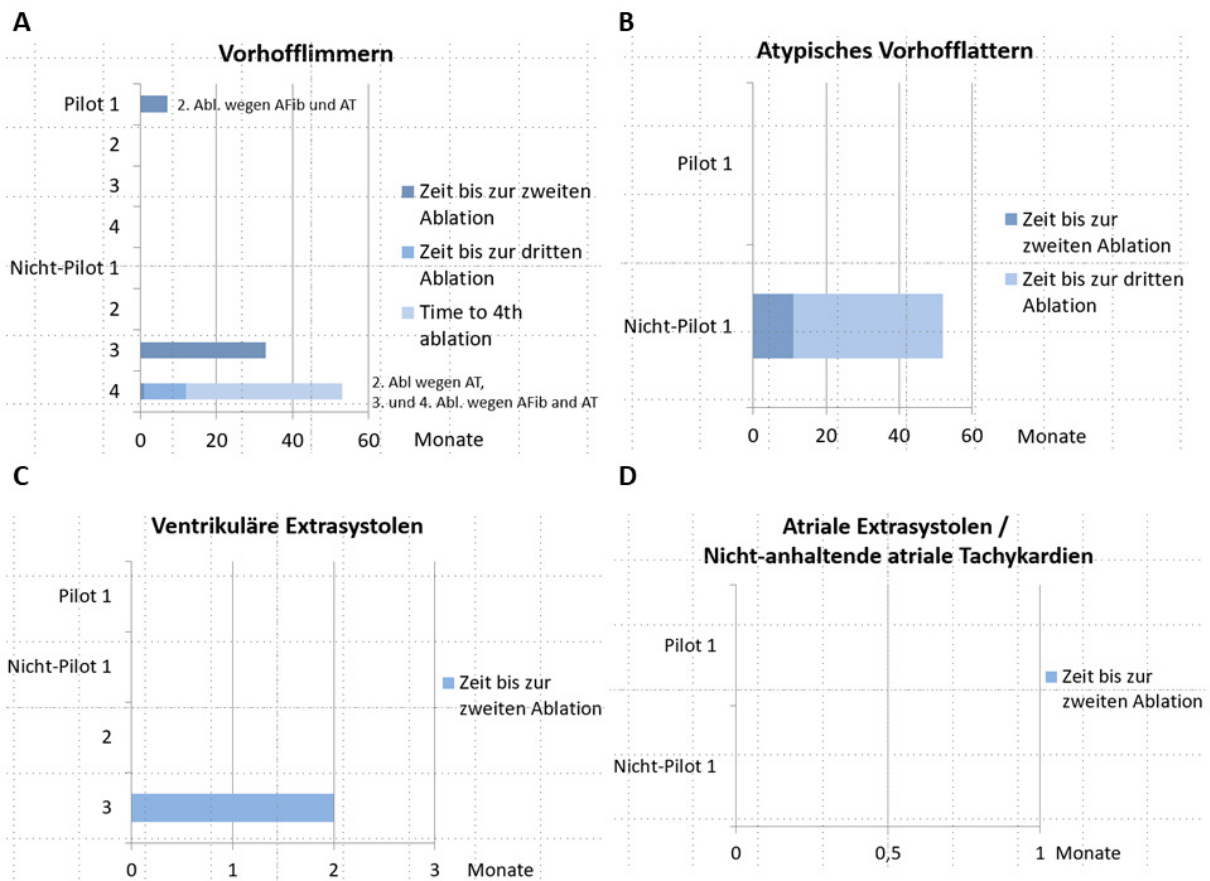 A
Vorhofflimmern
Pilot 1
2. Abl. wegen AFib und AT
2
3
4
Nicht-Pilot 1
2
3
4
2. Abl wegen AT,
3. und 4. Abl. wegen AFib and AT
0 20 40 60 Monate
Zeit bis zur zweiten
Ablation
Zeit bis zur dritten
Ablation
Time to 4th
ablation
B
Atypisches Vorhofflattern
Pilot 1
Nicht-Pilot 1
0 20 40 60 Monate
Zeit bis zur
zweiten Ablation
Zeit bis zur dritten
Ablation
C
Ventrikuläre Extrasystolen
Pilot 1
Nicht-Pilot 1
2
3
0 1 2 3 Monate
Zeit bis zur
zweiten Ablation
D
Atriale Extrasystolen /
Nicht-anhaltende atriale Tachykardien
Pilot 1
Nicht-Pilot 1
0 0,5 1 Monate
Zeit bis zur
zweiten Ablation